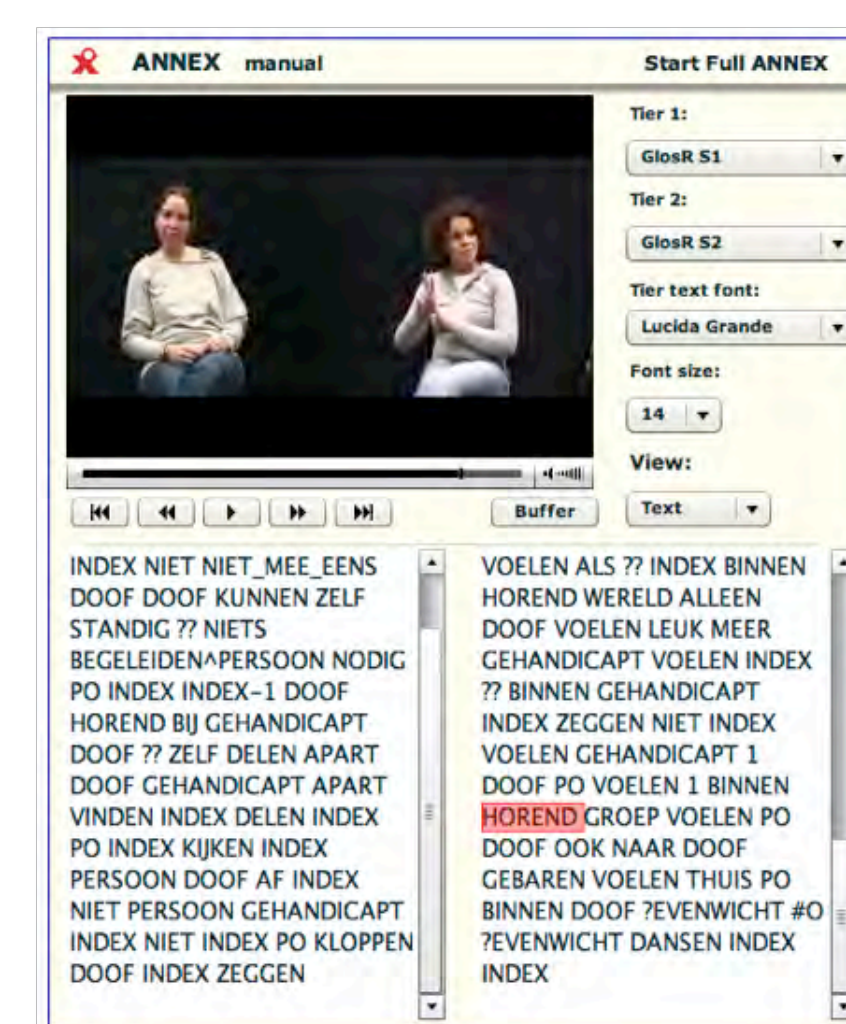 ANNEX manual Start Full ANNEX
Tier 1:
GlosR S1
Tier 2:
GlosR S2
Tier text font:
Lucida Grande
Font size:
14
View:
Buffer
Text
INDEX NIET NIET_MEE_EENS
DOOF DOOF KUNNEN ZELF
STANDIG ?? NIETS
BEGELEIDEN^PERSOON NODIG
PO INDEX INDEX-1 DOOF
HOREND BIJ GEHANDICAPT
DOOF ?? ZELF DELEN APART
DOOF GEHANDICAPT APART
VINDEN INDEX DELEN INDEX
PO INDEX KIJKEN INDEX
PERSOON DOOF AF INDEX
NIET PERSOON GEHANDICAPT
INDEX NIET INDEX PO KLOPPEN
DOOF INDEX ZEGGEN
VOELEN ALS ?? INDEX BINNEN
HOREND WERELD ALLEEN
DOOF VOELEN LEUK MEER
GEHANDICAPT VOELEN INDEX
?? BINNEN GEHANDICAPT
INDEX ZEGGEN NIET INDEX
VOELEN GEHANDICAPT 1
DOOF PO VOELEN 1 BINNEN
HOREND GROEP VOELEN PO
DOOF OOK NAAR DOOF
GEBAREN VOELEN THUIS PO
BINNEN DOOF ?EVENWICHT #O
?EVENWICHT DANSEN INDEX
INDEX